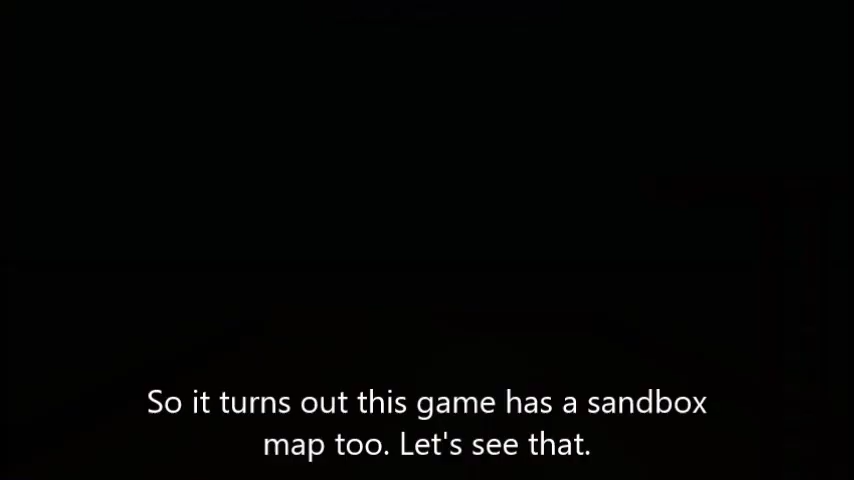 So it turns out this game has a sandbox
map too. Let's see that.